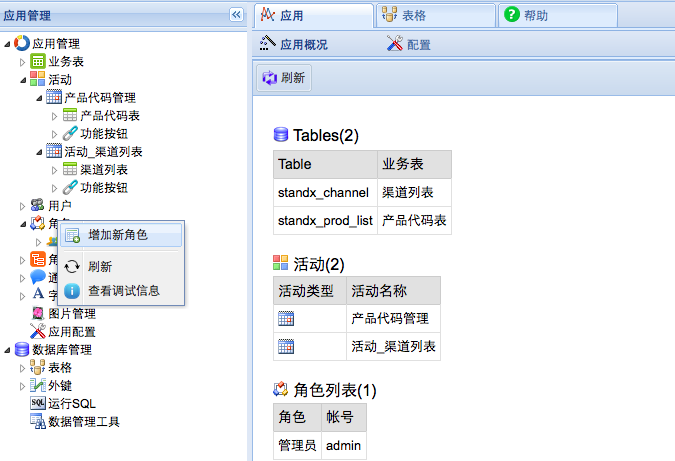 应用管理
应用管理
业务表
活动
产品代码管理
产品代码表
功能按钮
活动_渠道列表
渠道列表
功能按钮
用户
角色
增加新角色
刷新
查看调试信息
角
通
字
图片管理
应用配置
数据库管理
表格
外键
SQL 运行SQL
数据管理工具
应用 表格 帮助
应用概况 配置
刷新
Tables(2)
Table 业务表
standx_channel 渠道列表
standx_prod_list 产品代码表
活动(2)
活动类型 活动名称
产品代码管理
活动_渠道列表
角色列表(1)
角色 帐号
管理员 admin